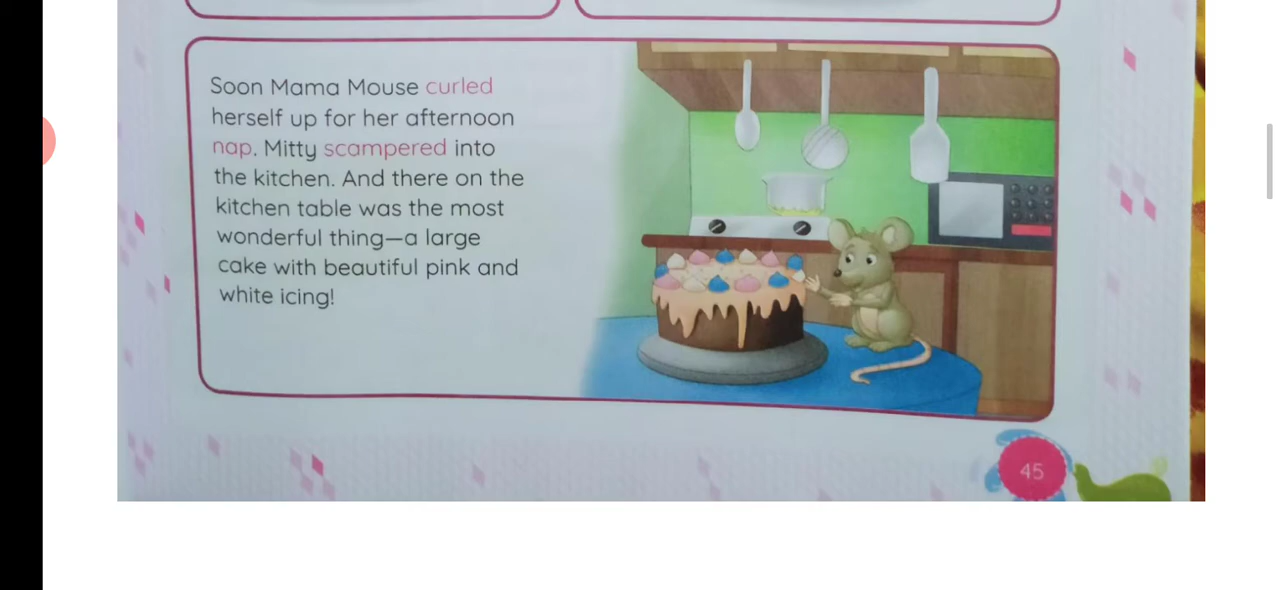 Soon Mama Mouse curled
herself up for her afternoon
nap. Mitty scampered into
the kitchen. And there on the
kitchen table was the most
wonderful thing—a large
cake with beautiful pink and
white icing!
45